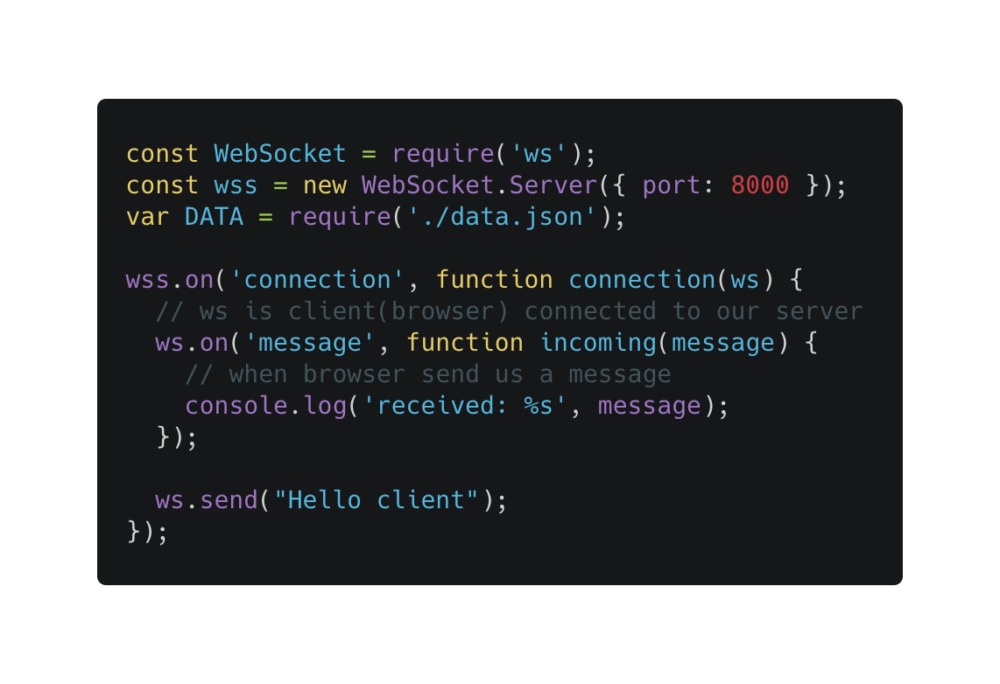 const WebSocket = require('ws');
const wss = new WebSocket.Server({ port: 8000 });
var DATA = require('./data.json');

wss.on('connection', function connection(ws) {
  // ws is client(browser) connected to our server
  ws.on('message', function incoming(message) {
    // when browser send us a message
    console.log('received: %s', message);
  });

  ws.send("Hello client");
});